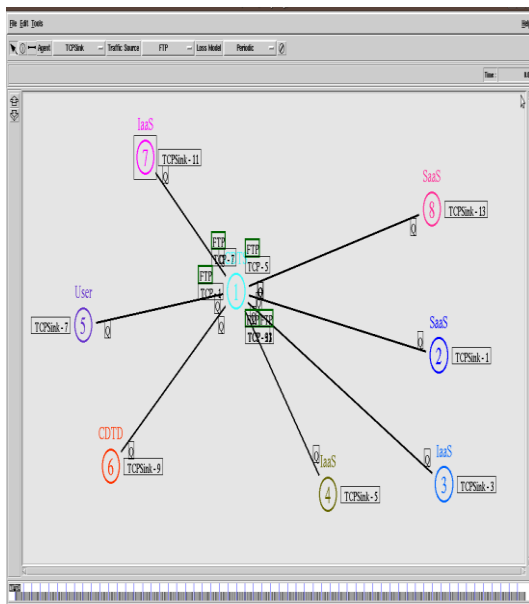 File Edit Tools Help
Agent TCPSink Traffic Source FTP Loss Model Periodic
Time:
IaaS
7
TCPSink - 11
Q
SaaS
8
TCPSink - 13
Q
FTP
FTP
TCP - 7
TCP - 5
FTP
1
User
5
TCPSink - 7
Q
Q
Q
SaaS
2
TCPSink - 1
Q
CDTD
6
TCPSink - 9
Q
IaaS
4
TCPSink - 5
Q
IaaS
3
TCPSink - 3
Q